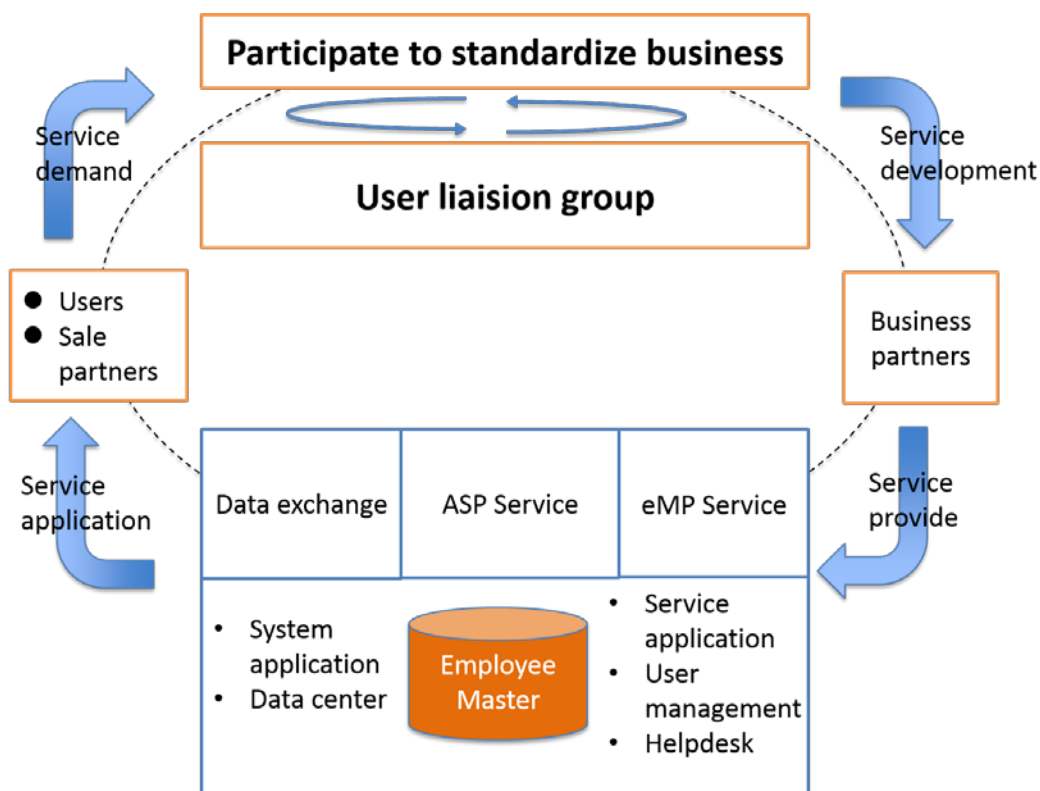 Participate to standardize business
Service
demand
Service
development
User liaision group
Users
Sale
partners
Business
partners
Service
application
Data exchange
ASP Service
eMP Service
Service
provide
System
application
Data center
Employee
Master
Service
application
User
management
Helpdesk